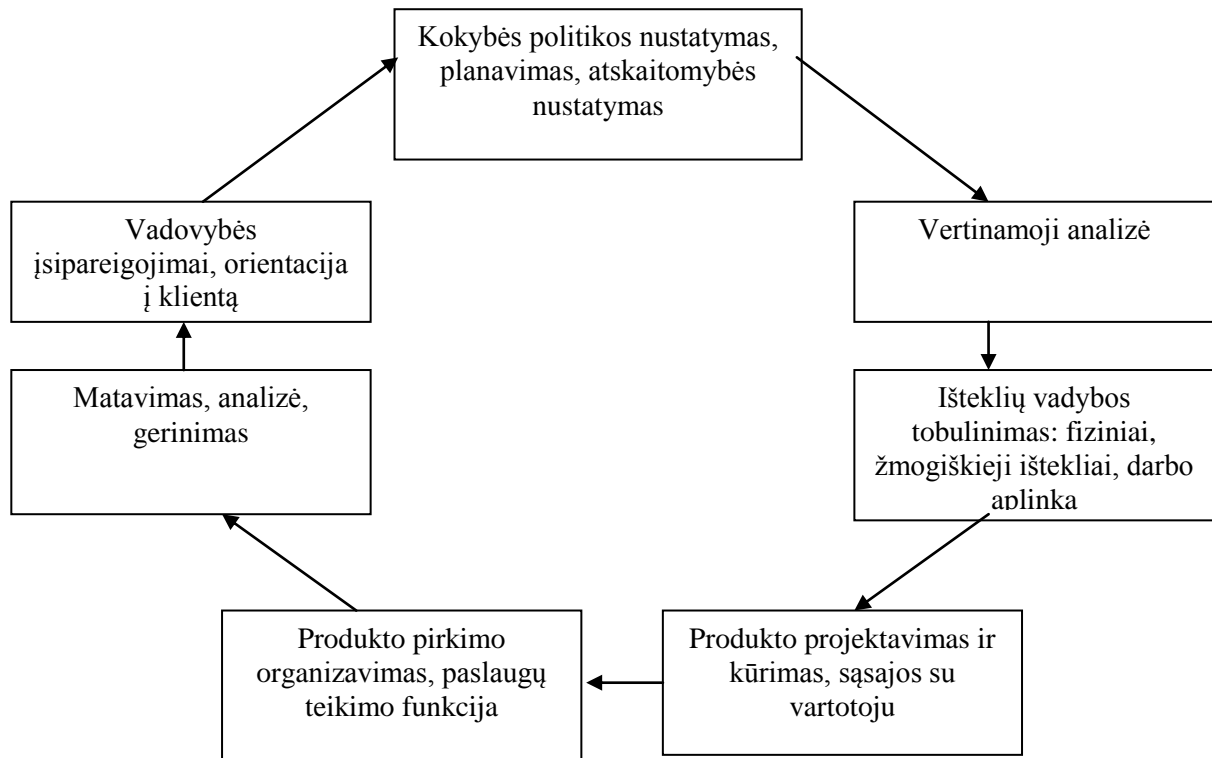 Kokybės politikos nustatymas,
planavimas, atskaitomybės
nustatymas
Vadovybės
įsipareigojimai, orientacija
į klientą
Vertinamoji analizė
Matavimas, analizė,
gerinimas
Išteklių vadybos
tobulinimas: fiziniai,
žmogiškieji ištekliai, darbo
aplinka
Produkto pirkimo
organizavimas, paslaugų
teikimo funkcija
Produkto projektavimas ir
kūrimas, sąsajos su
vartotoju